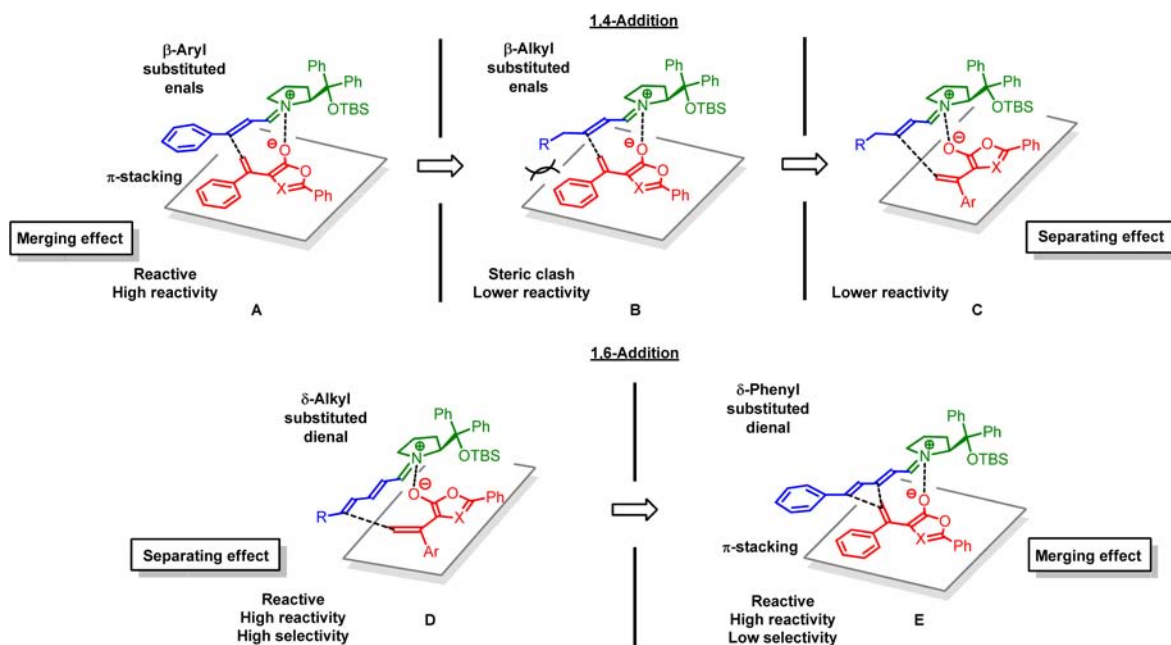 1,4-Addition
β-Aryl
substituted
enals
Ph
Ph
OTBS
N
⊕
⊖
O
O
X
Ph
π-stacking
Merging effect
Reactive
High reactivity
A
β-Alkyl
substituted
enals
Ph
Ph
OTBS
N
⊕
R
⊖
O
O
X
Ph
Steric clash
Lower reactivity
B
Ph
Ph
OTBS
N
⊕
R
⊖
O
O
Ph
X
Ar
Separating effect
Lower reactivity
C
1,6-Addition
δ-Alkyl
substituted
dienal
Ph
Ph
OTBS
N
⊕
⊖
O
O
Ph
X
R
Ar
Separating effect
Reactive
High reactivity
High selectivity
D
δ-Phenyl
substituted
dienal
Ph
Ph
OTBS
N
⊕
⊖
O
O
X
Ph
π-stacking
Merging effect
Reactive
High reactivity
Low selectivity
E